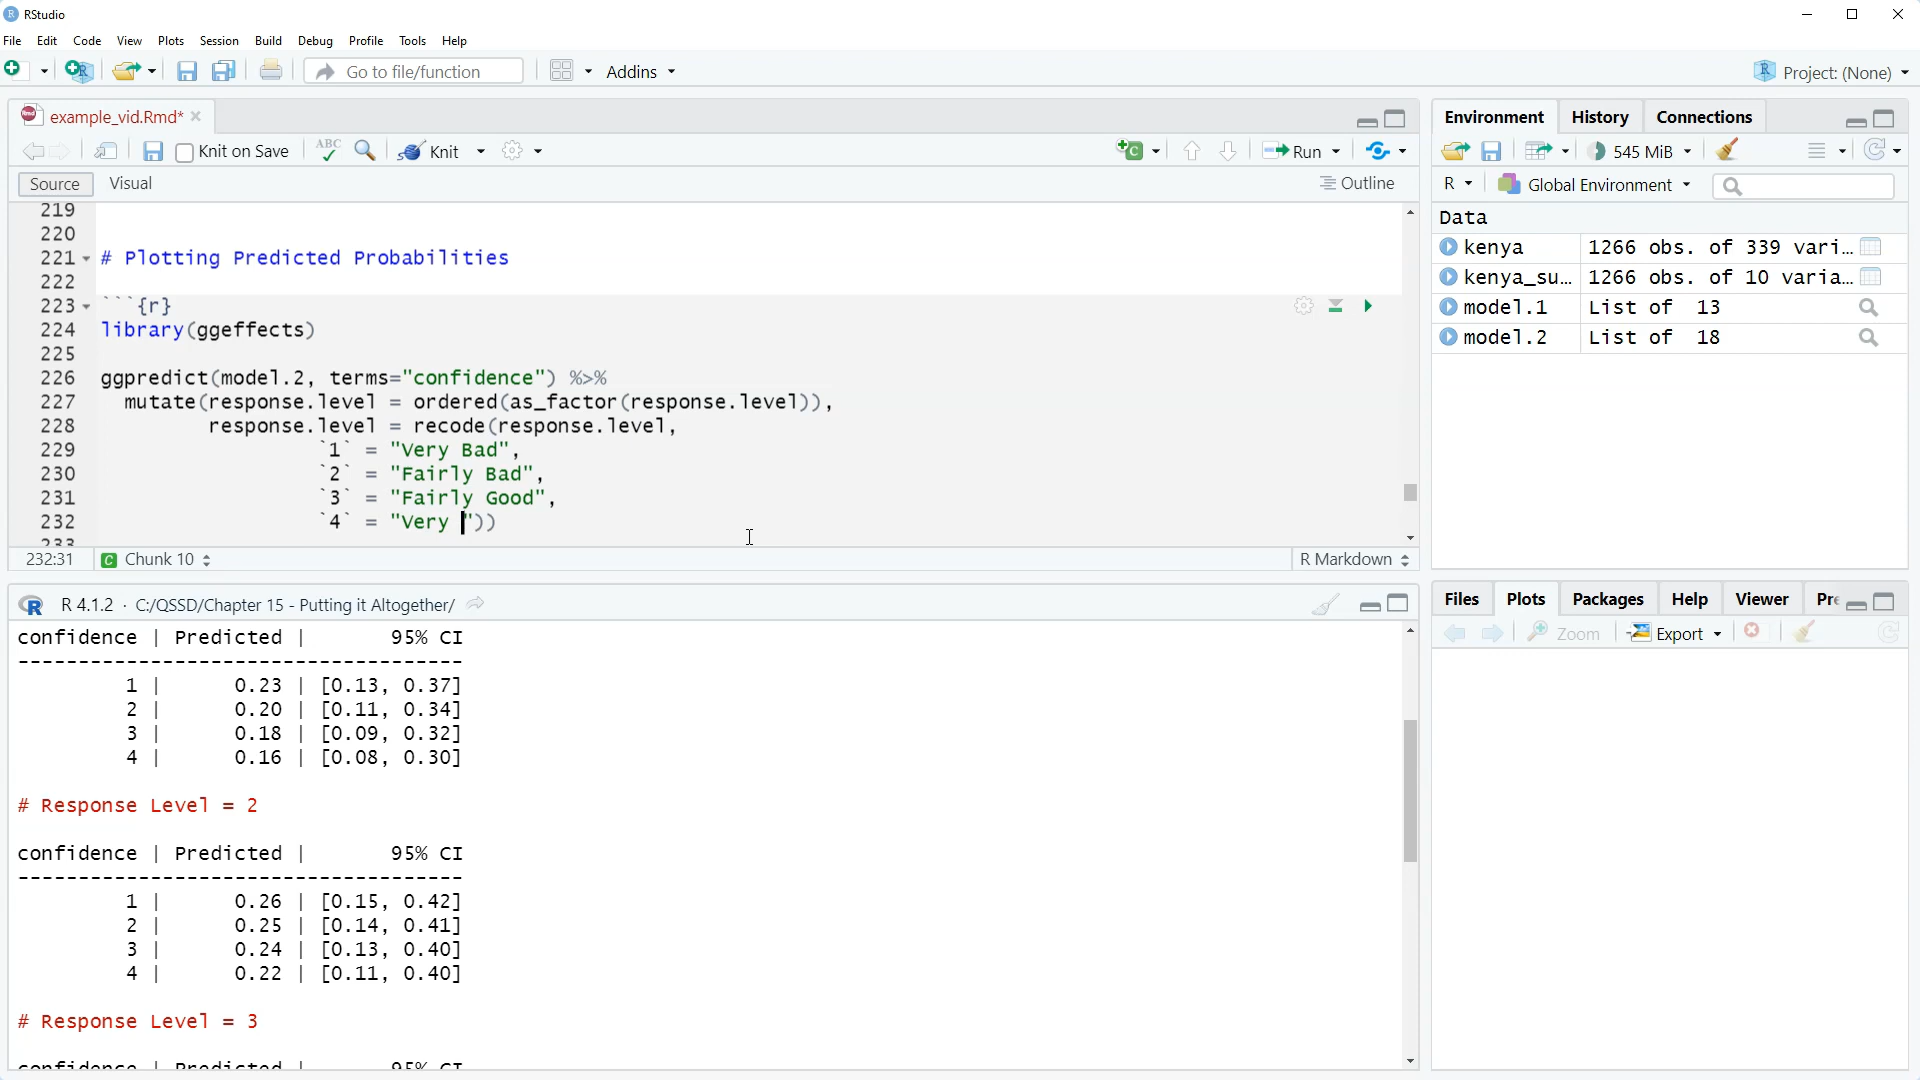 RStudio
File Edit Code View Plots Session Build Debug Profile Tools Help
Go to file/function Addins Project: (None)
example_vid.Rmd*
Knit on Save ABC Knit Run
Source Visual Outline
219
220
221 # Plotting Predicted Probabilities
222
223 ```{r}
224 library(ggeffects)
225
226 ggpredict(model.2, terms="confidence") %>%
227 mutate(response.level = ordered(as_factor(response.level)),
228 response.level = recode(response.level,
229 `1` = "Very Bad",
230 `2` = "Fairly Bad",
231 `3` = "Fairly Good",
232 `4` = "Very "))
233
232:31 Chunk 10 R Markdown
R 4.1.2 · C:/QSSD/Chapter 15 - Putting it Altogether/
confidence | Predicted | 95% CI
-------------------------------------
1 | 0.23 | [0.13, 0.37]
2 | 0.20 | [0.11, 0.34]
3 | 0.18 | [0.09, 0.32]
4 | 0.16 | [0.08, 0.30]
# Response Level = 2
confidence | Predicted | 95% CI
-------------------------------------
1 | 0.26 | [0.15, 0.42]
2 | 0.25 | [0.14, 0.41]
3 | 0.24 | [0.13, 0.40]
4 | 0.22 | [0.11, 0.40]
# Response Level = 3
confidence | Predicted | 95% CI
Environment History Connections
545 MiB
R Global Environment
Data
kenya 1266 obs. of 339 vari…
kenya_su… 1266 obs. of 10 varia…
model.1 List of 13
model.2 List of 18
Files Plots Packages Help Viewer Pre
Zoom Export